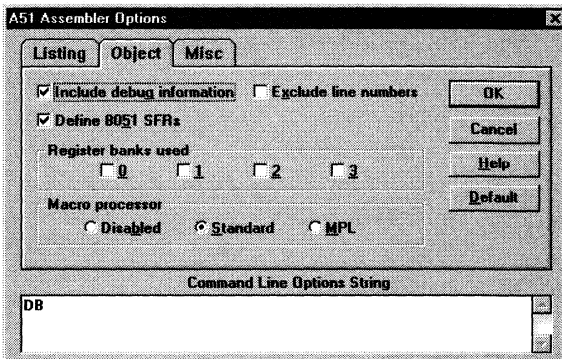 A51 Assembler Options
Listing Object Misc
Include debug information Exclude line numbers OK
Define 8051 SFRs Cancel
Register banks used
0 1 2 3 Help
Macro processor Default
Disabled Standard MPL
Command Line Options String
DB